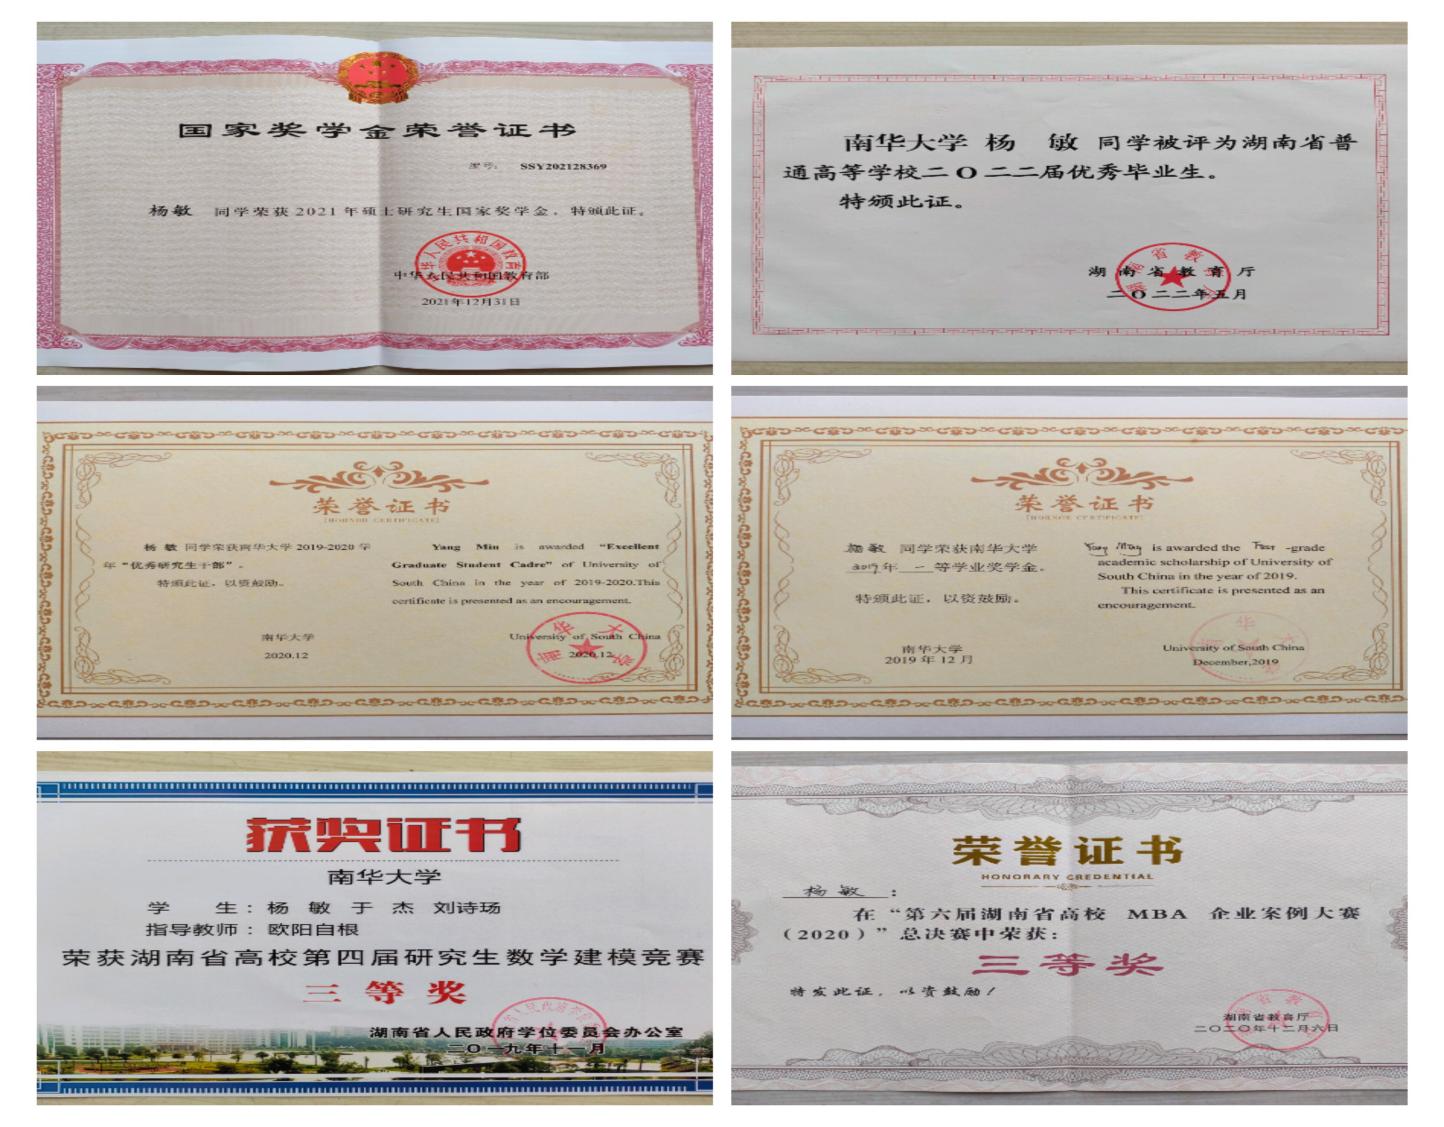 国家奖学金荣誉证书
编号: SSY202128369
杨敏 同学荣获 2021 年硕士研究生国家奖学金，特颁此证。
中华人民共和国教育部
2021年12月31日
南华大学 杨 敏 同学被评为湖南省普
通高等学校二〇二二届优秀毕业生。
特颁此证。
湖南省教育厅
二〇二二年五月
荣誉证书
杨 敏 同学荣获南华大学 2019-2020 学
年“优秀研究生干部”。
特颁此证，以资鼓励。
南华大学
2020.12
Yang Min is awarded “Excellent
Graduate Student Cadre” of University of
South China in the year of 2019-2020.This
certificate is presented as an encouragement.
University of South China
2020.12
荣誉证书
杨敏 同学荣获南华大学
2019年 一 等学业奖学金。
特颁此证，以资鼓励。
南华大学
2019 年 12 月
is awarded the -grade
academic scholarship of University of
South China in the year of 2019.
This certificate is presented as an
encouragement.
University of South China
December,2019
获奖证书
南华大学
学 生：杨 敏 于 杰 刘诗玚
指导教师：欧阳自根
荣获湖南省高校第四届研究生数学建模竞赛
三等奖
湖南省人民政府学位委员会办公室
二〇一九年十一月
荣誉证书
HONORARY CREDENTIAL
杨敏：
在“第六届湖南省高校 MBA 企业案例大赛
（2020）”总决赛中荣获：
三等奖
特发此证，以资鼓励！
湖南省教育厅
二〇二〇年十二月六日